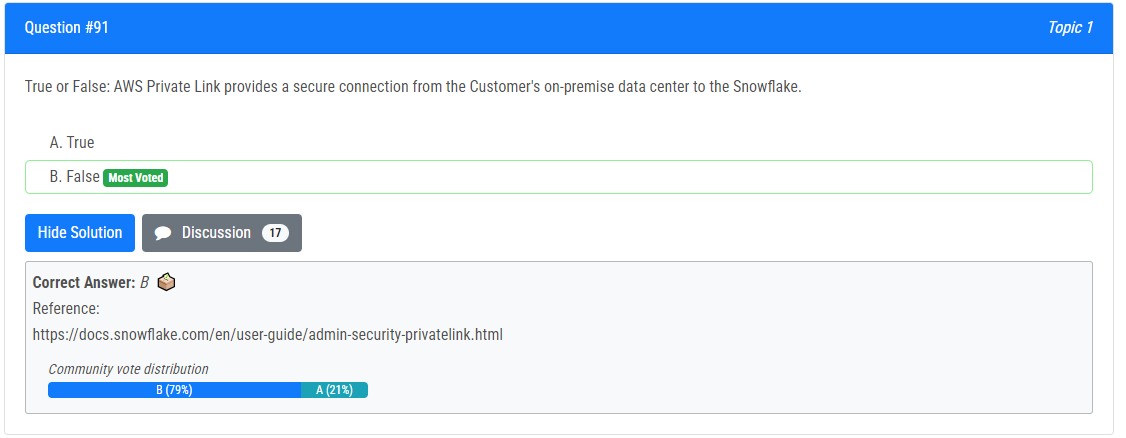 Question #91
Topic 1
True or False: AWS Private Link provides a secure connection from the Customer's on-premise data center to the Snowflake.
A. True
B. False Most Voted
Hide Solution
Discussion 17
Correct Answer: B
Reference:
https://docs.snowflake.com/en/user-guide/admin-security-privatelink.html
Community vote distribution
B (79%)
A (21%)